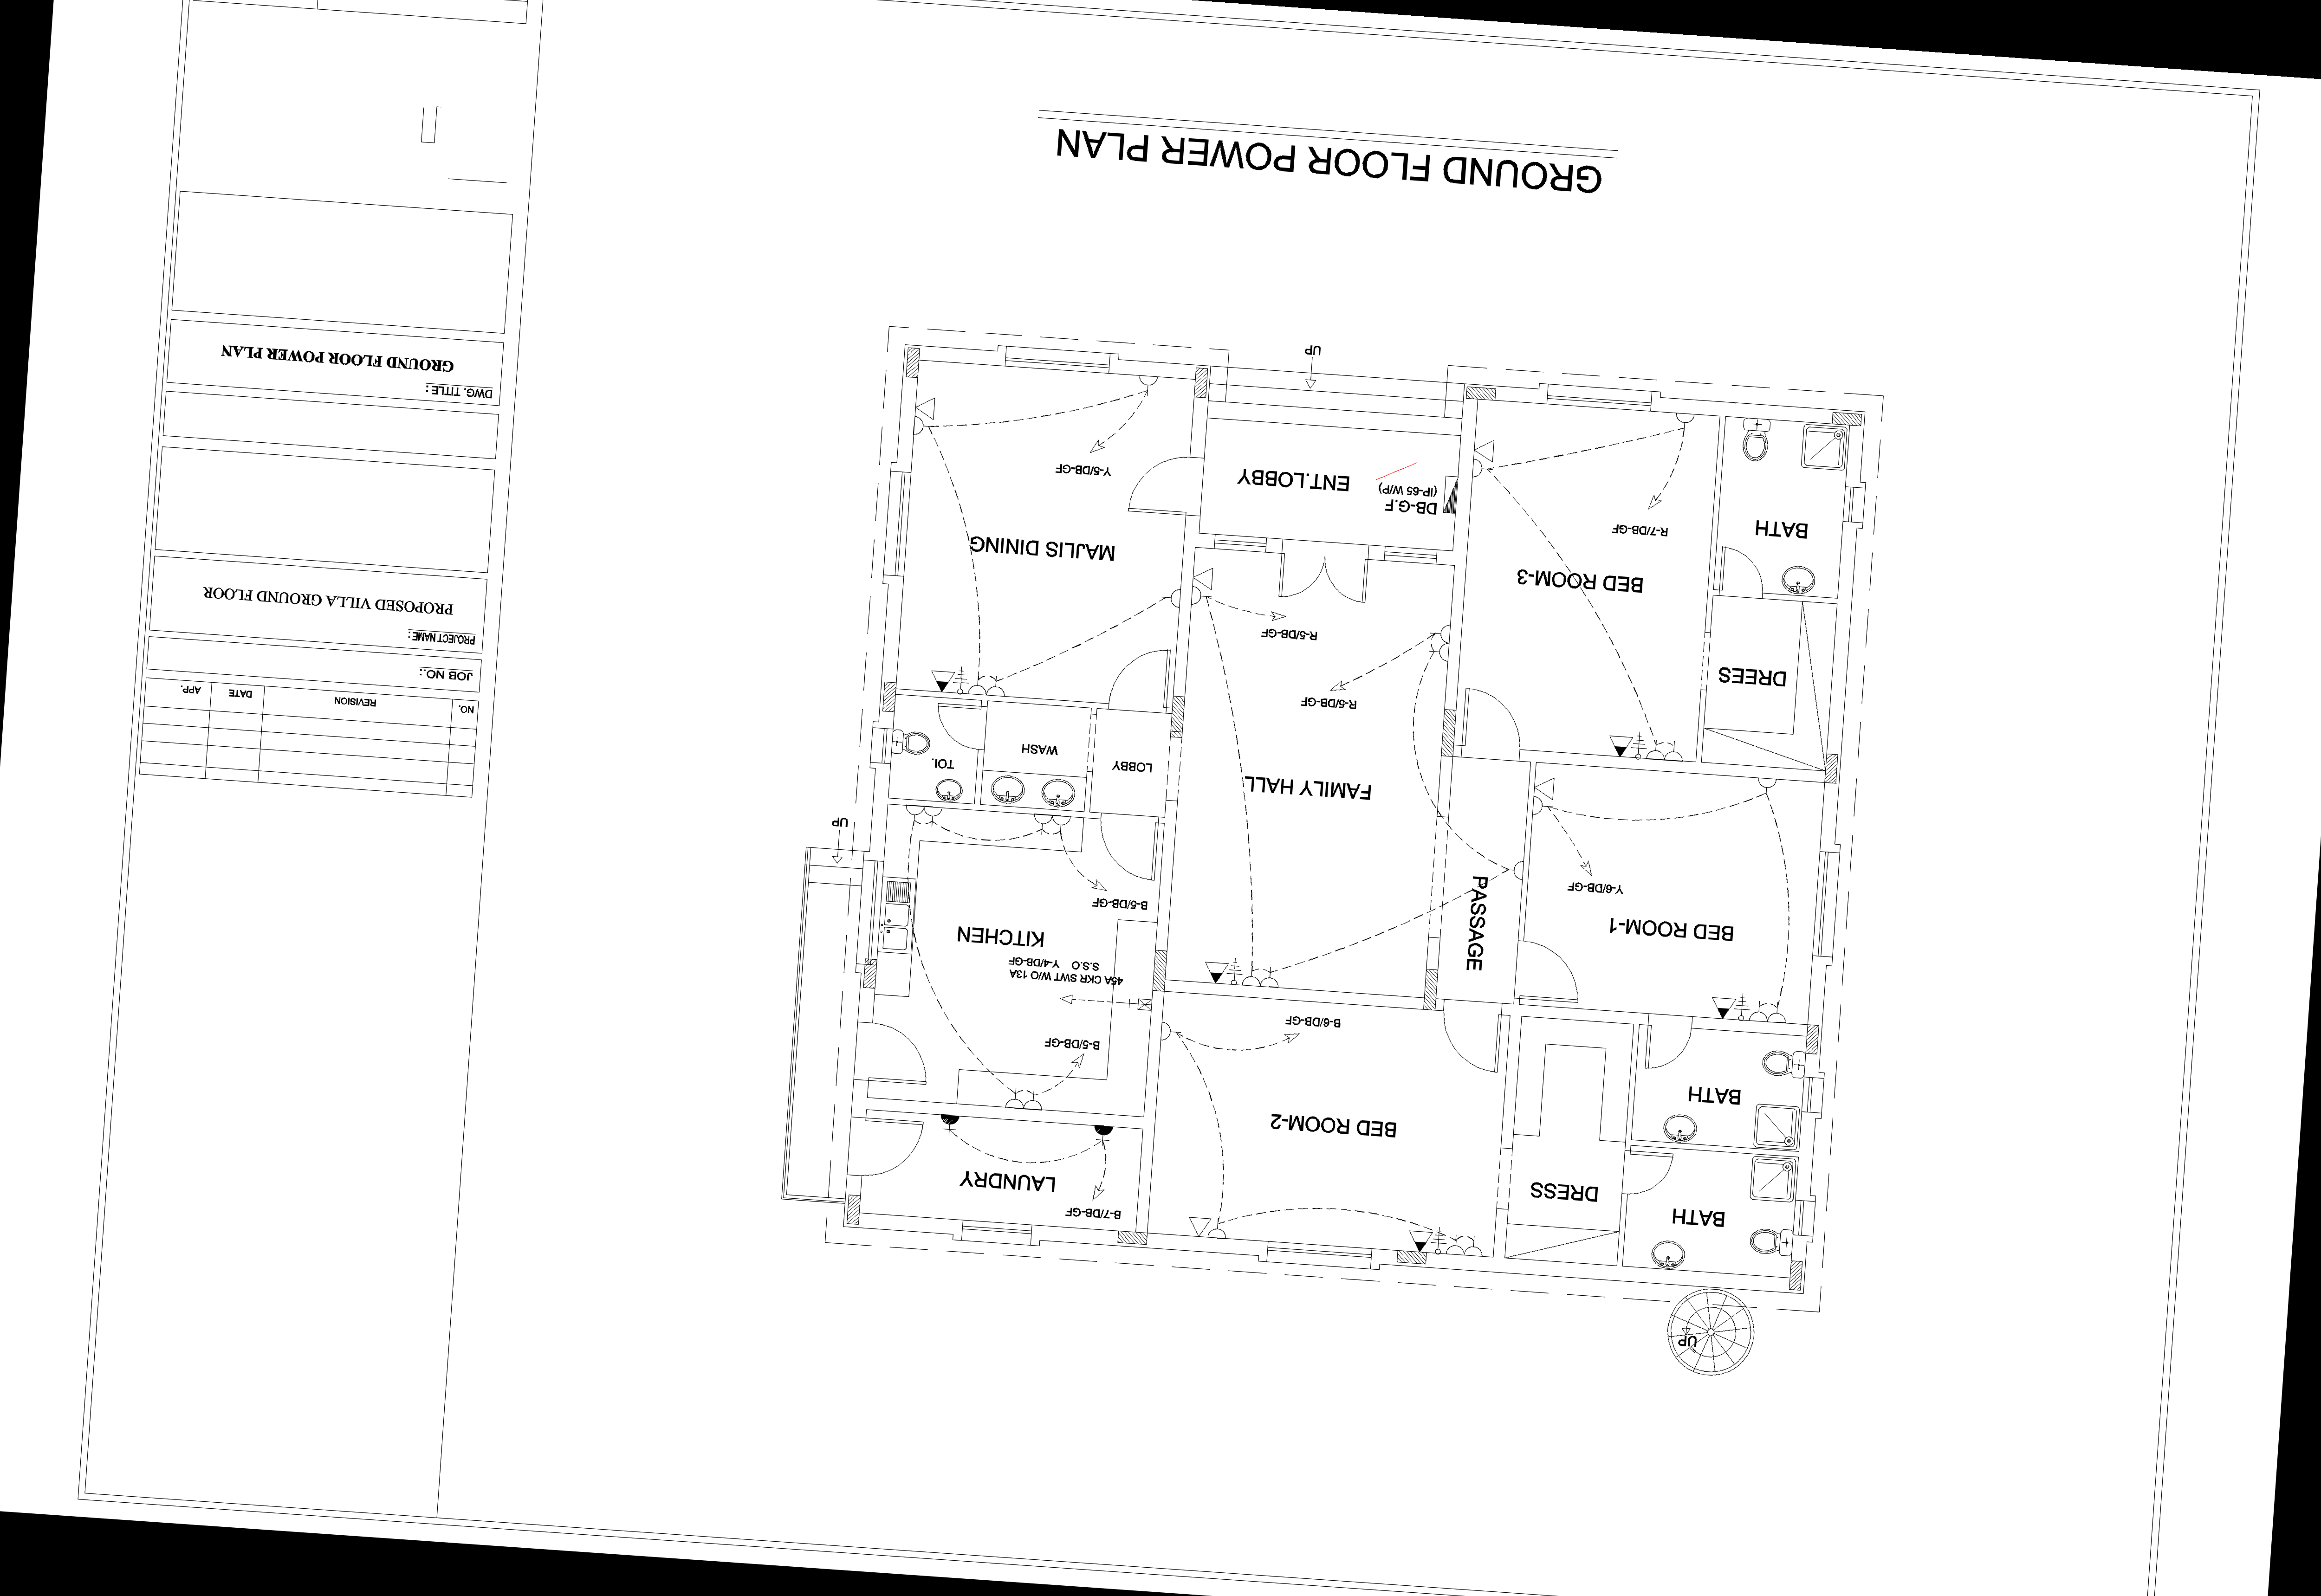 UP
BATH
DRESS
BED ROOM-2
B-7/DB-GF
LAUNDRY
BATH
B-6/DB-GF
B-5/DB-GF
45A CKR SWT W/O 13A
S.S.O Y-4/DB-GF
KITCHEN
BED ROOM-1
PASSAGE
B-5/DB-GF
Y-6/DB-GF
UP
FAMILY HALL
LOBBY
WASH
TOI.
DREES
R-5/DB-GF
R-5/DB-GF
BED ROOM-3
MAJLIS DINING
BATH
R-7/DB-GF
DB-G.F
(IP-65 W/P)
ENT.LOBBY
Y-5/DB-GF
UP
GROUND FLOOR POWER PLAN
NO.
REVISION
DATE
APP.
JOB NO.:
PROJECT NAME:
PROPOSED VILLA GROUND FLOOR
DWG. TITLE:
GROUND FLOOR POWER PLAN